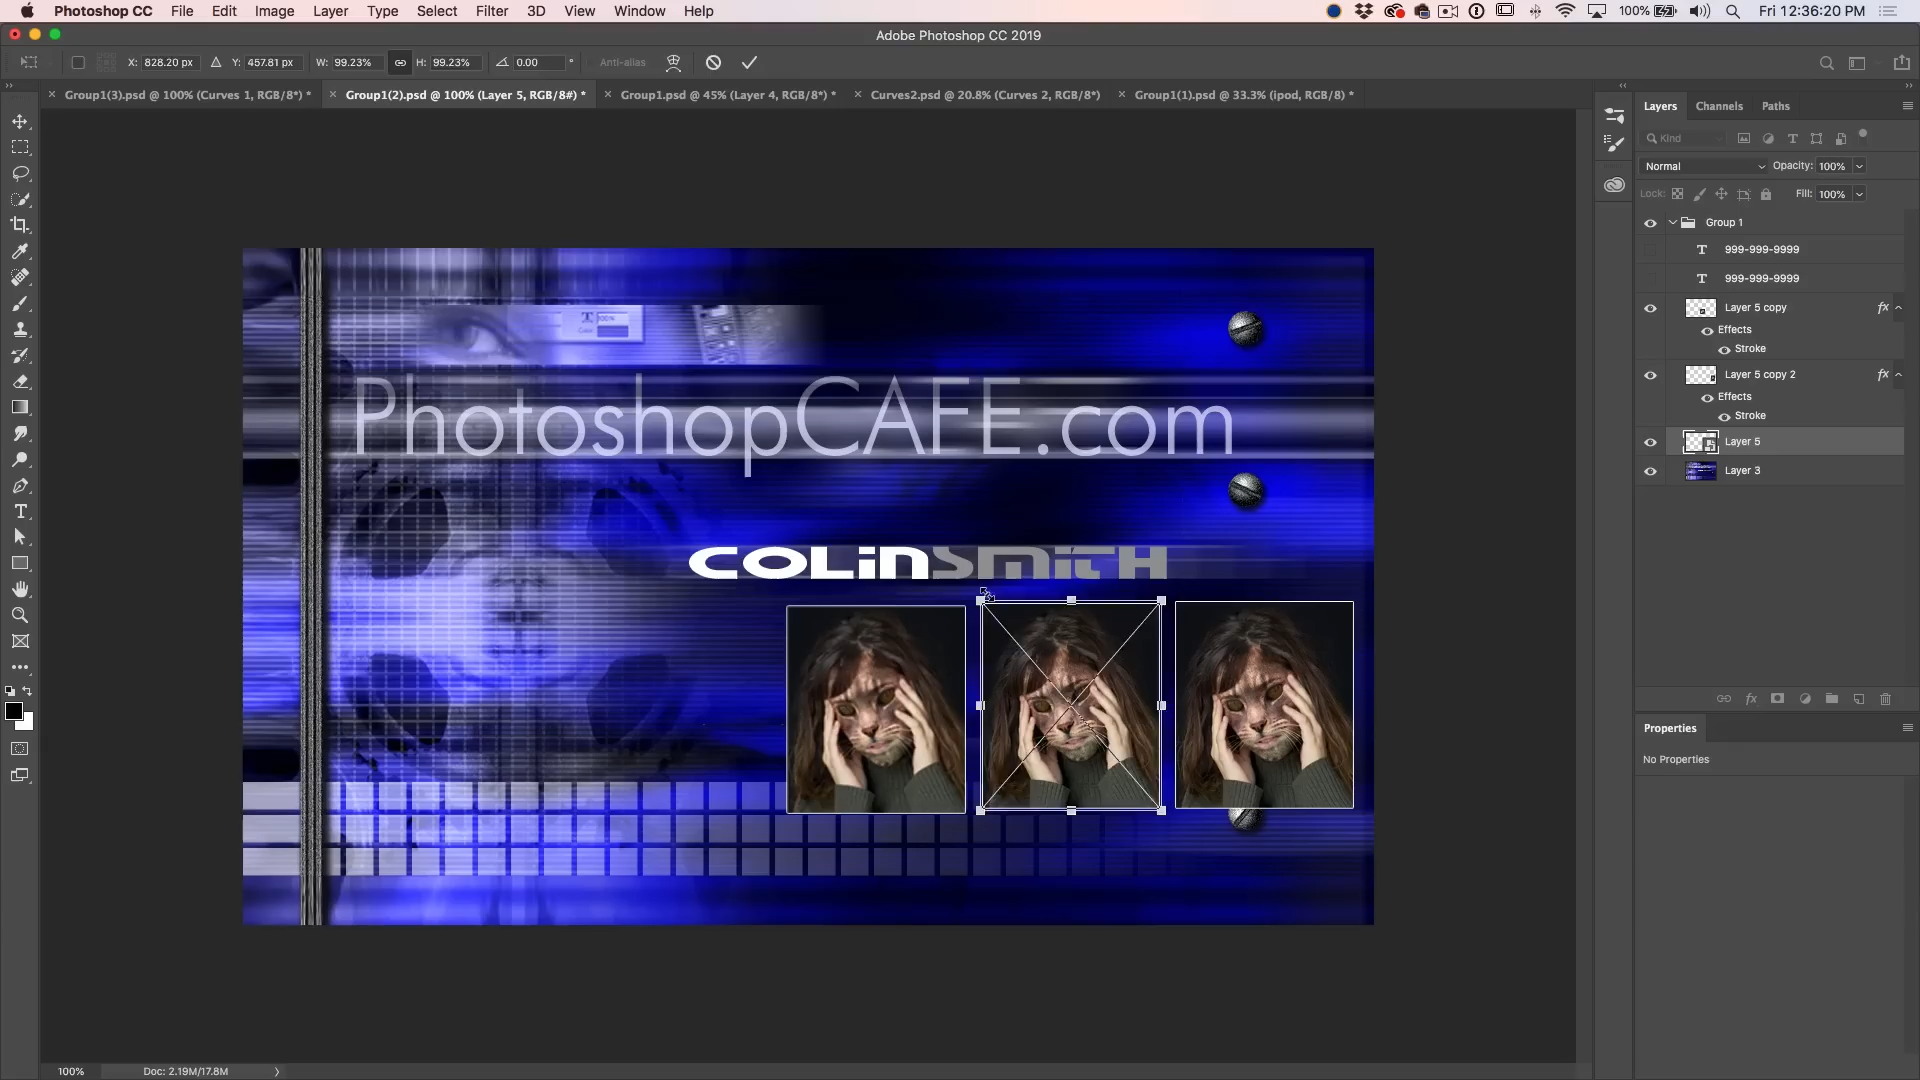 Photoshop CC File Edit Image Layer Type Select Filter 3D View Window Help 100% Fri 12:36:20 PM
Adobe Photoshop CC 2019
X: 828.20 px Y: 457.81 px W: 99.23% H: 99.23% 0.00 ° Anti-alias
Group1(3).psd @ 100% (Curves 1, RGB/8*) * Group1(2).psd @ 100% (Layer 5, RGB/8#) * Group1.psd @ 45% (Layer 4, RGB/8*) * Curves2.psd @ 20.8% (Curves 2, RGB/8*) Group1(1).psd @ 33.3% (ipod, RGB/8) *
Layers Channels Paths
Kind
Normal Opacity: 100%
Lock: Fill: 100%
Group 1
999-999-9999
999-999-9999
Layer 5 copy fx
Effects
Stroke
Layer 5 copy 2 fx
Effects
Stroke
Layer 5
Layer 3
fx
Properties
No Properties
T 100%
Color
PhotoshopCAFE.com
COLinSMiTH
100% Doc: 2.19M/17.8M